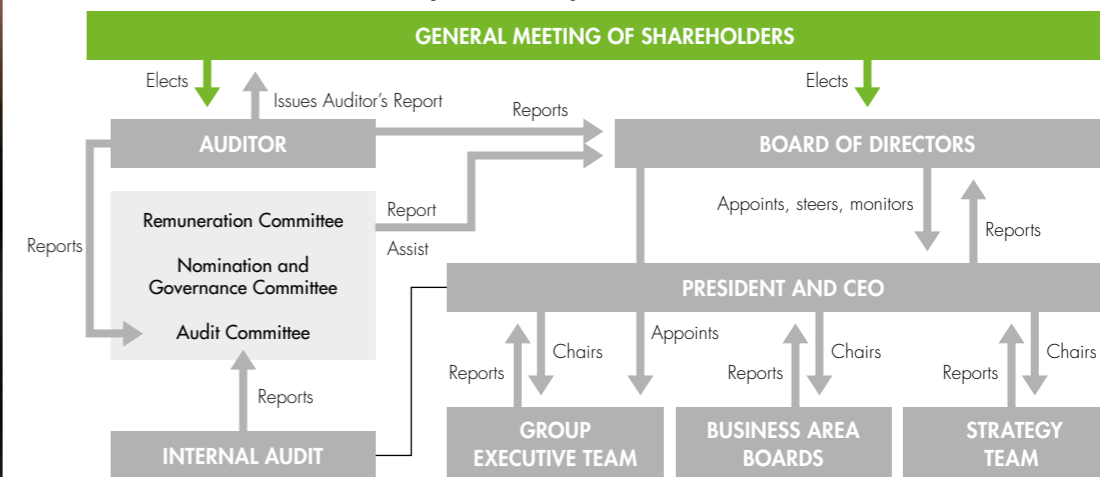 GENERAL MEETING OF SHAREHOLDERS
Elects
Issues Auditor's Report
Elects
Reports
AUDITOR
BOARD OF DIRECTORS
Remuneration Committee
Report
Appoints, steers, monitors
Reports
Reports
Assist
Nomination and
Governance Committee
PRESIDENT AND CEO
Audit Committee
Appoints
Chairs
Chairs
Chairs
Reports
Reports
Reports
Reports
GROUP
EXECUTIVE TEAM
BUSINESS AREA
BOARDS
STRATEGY
TEAM
INTERNAL AUDIT